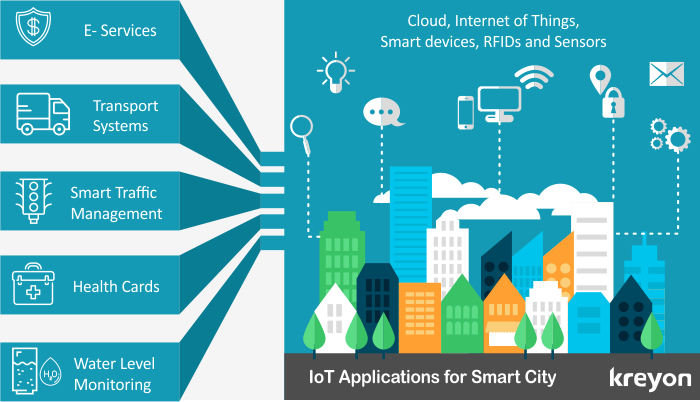 E- Services
Transport
Systems
Smart Traffic
Management
Health Cards
H₂O
Water Level
Monitoring
Cloud, Internet of Things,
Smart devices, RFIDs and Sensors
IoT Applications for Smart City
kreyon